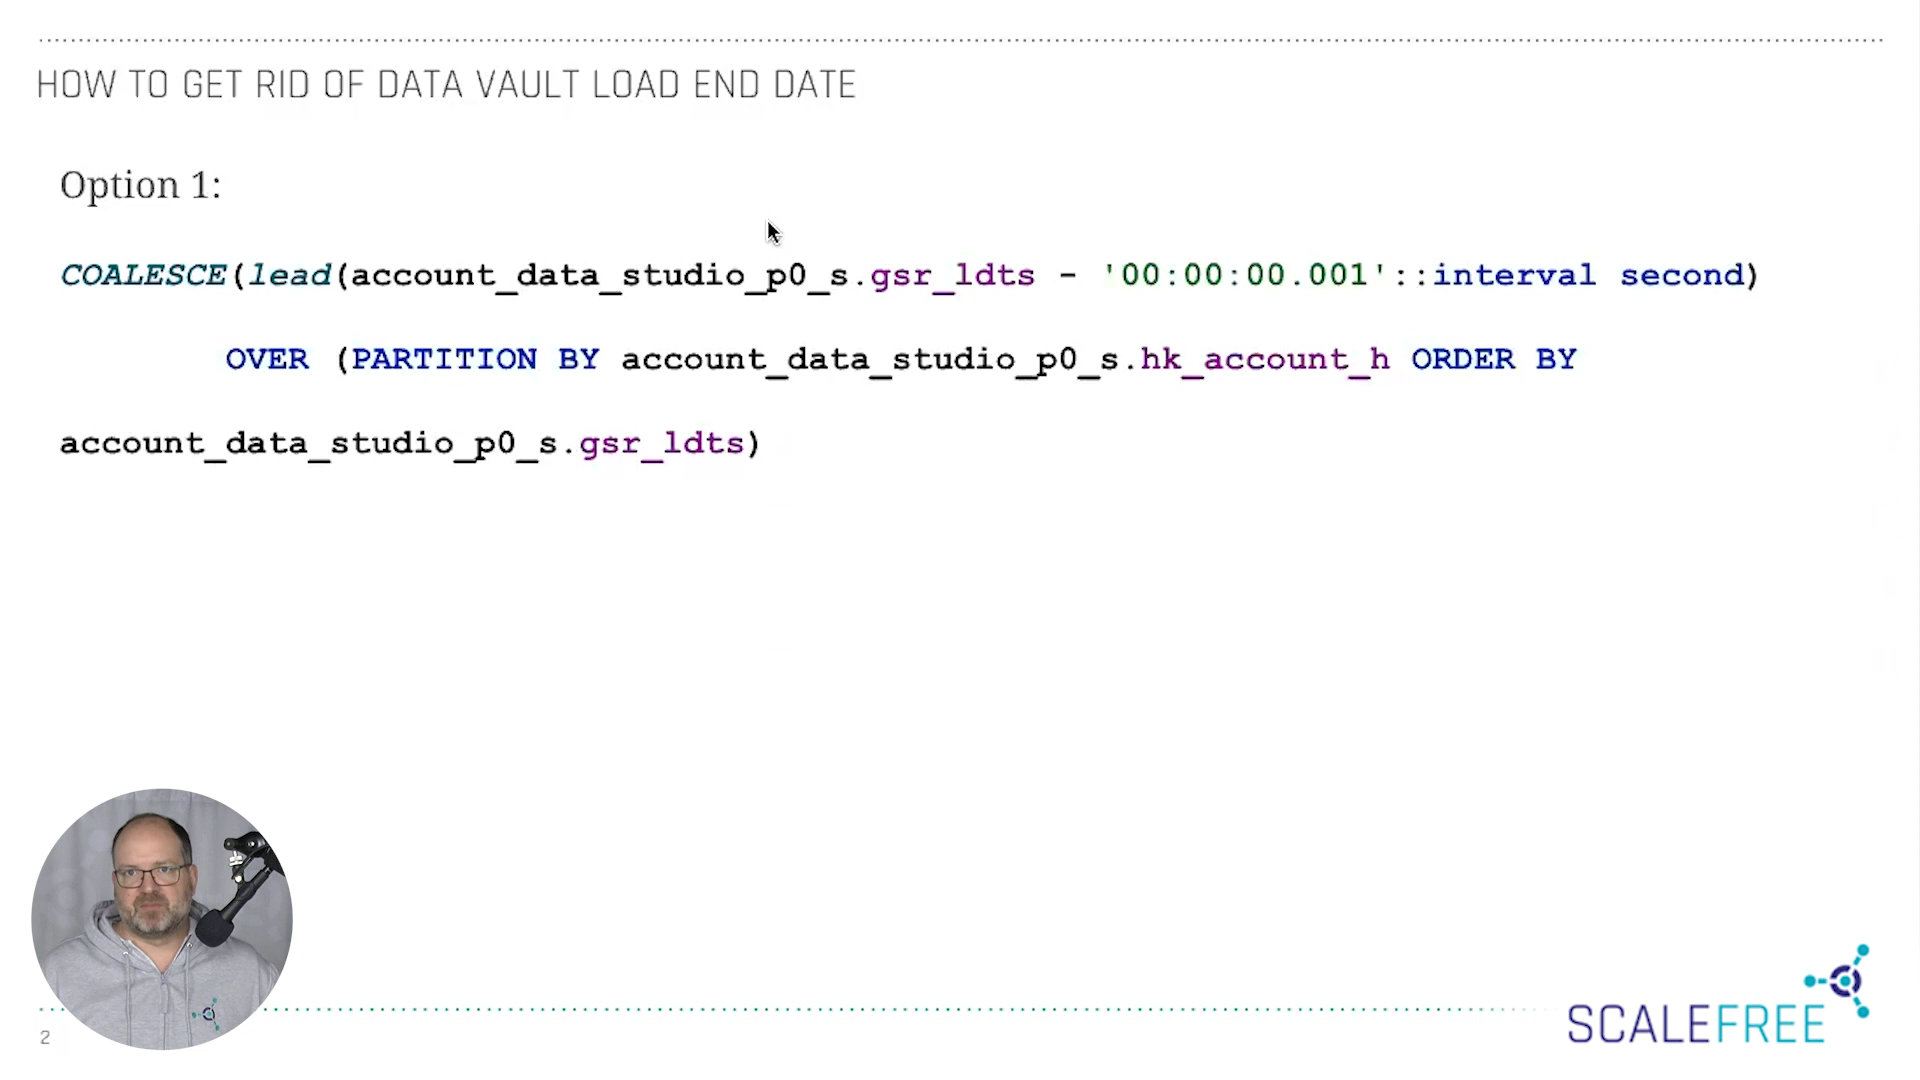 HOW TO GET RID OF DATA VAULT LOAD END DATE
Option 1:
COALESCE(lead(account_data_studio_p0_s.gsr_ldts - '00:00:00.001'::interval second)
OVER (PARTITION BY account_data_studio_p0_s.hk_account_h ORDER BY
account_data_studio_p0_s.gsr_ldts)
2
SCALEFREE